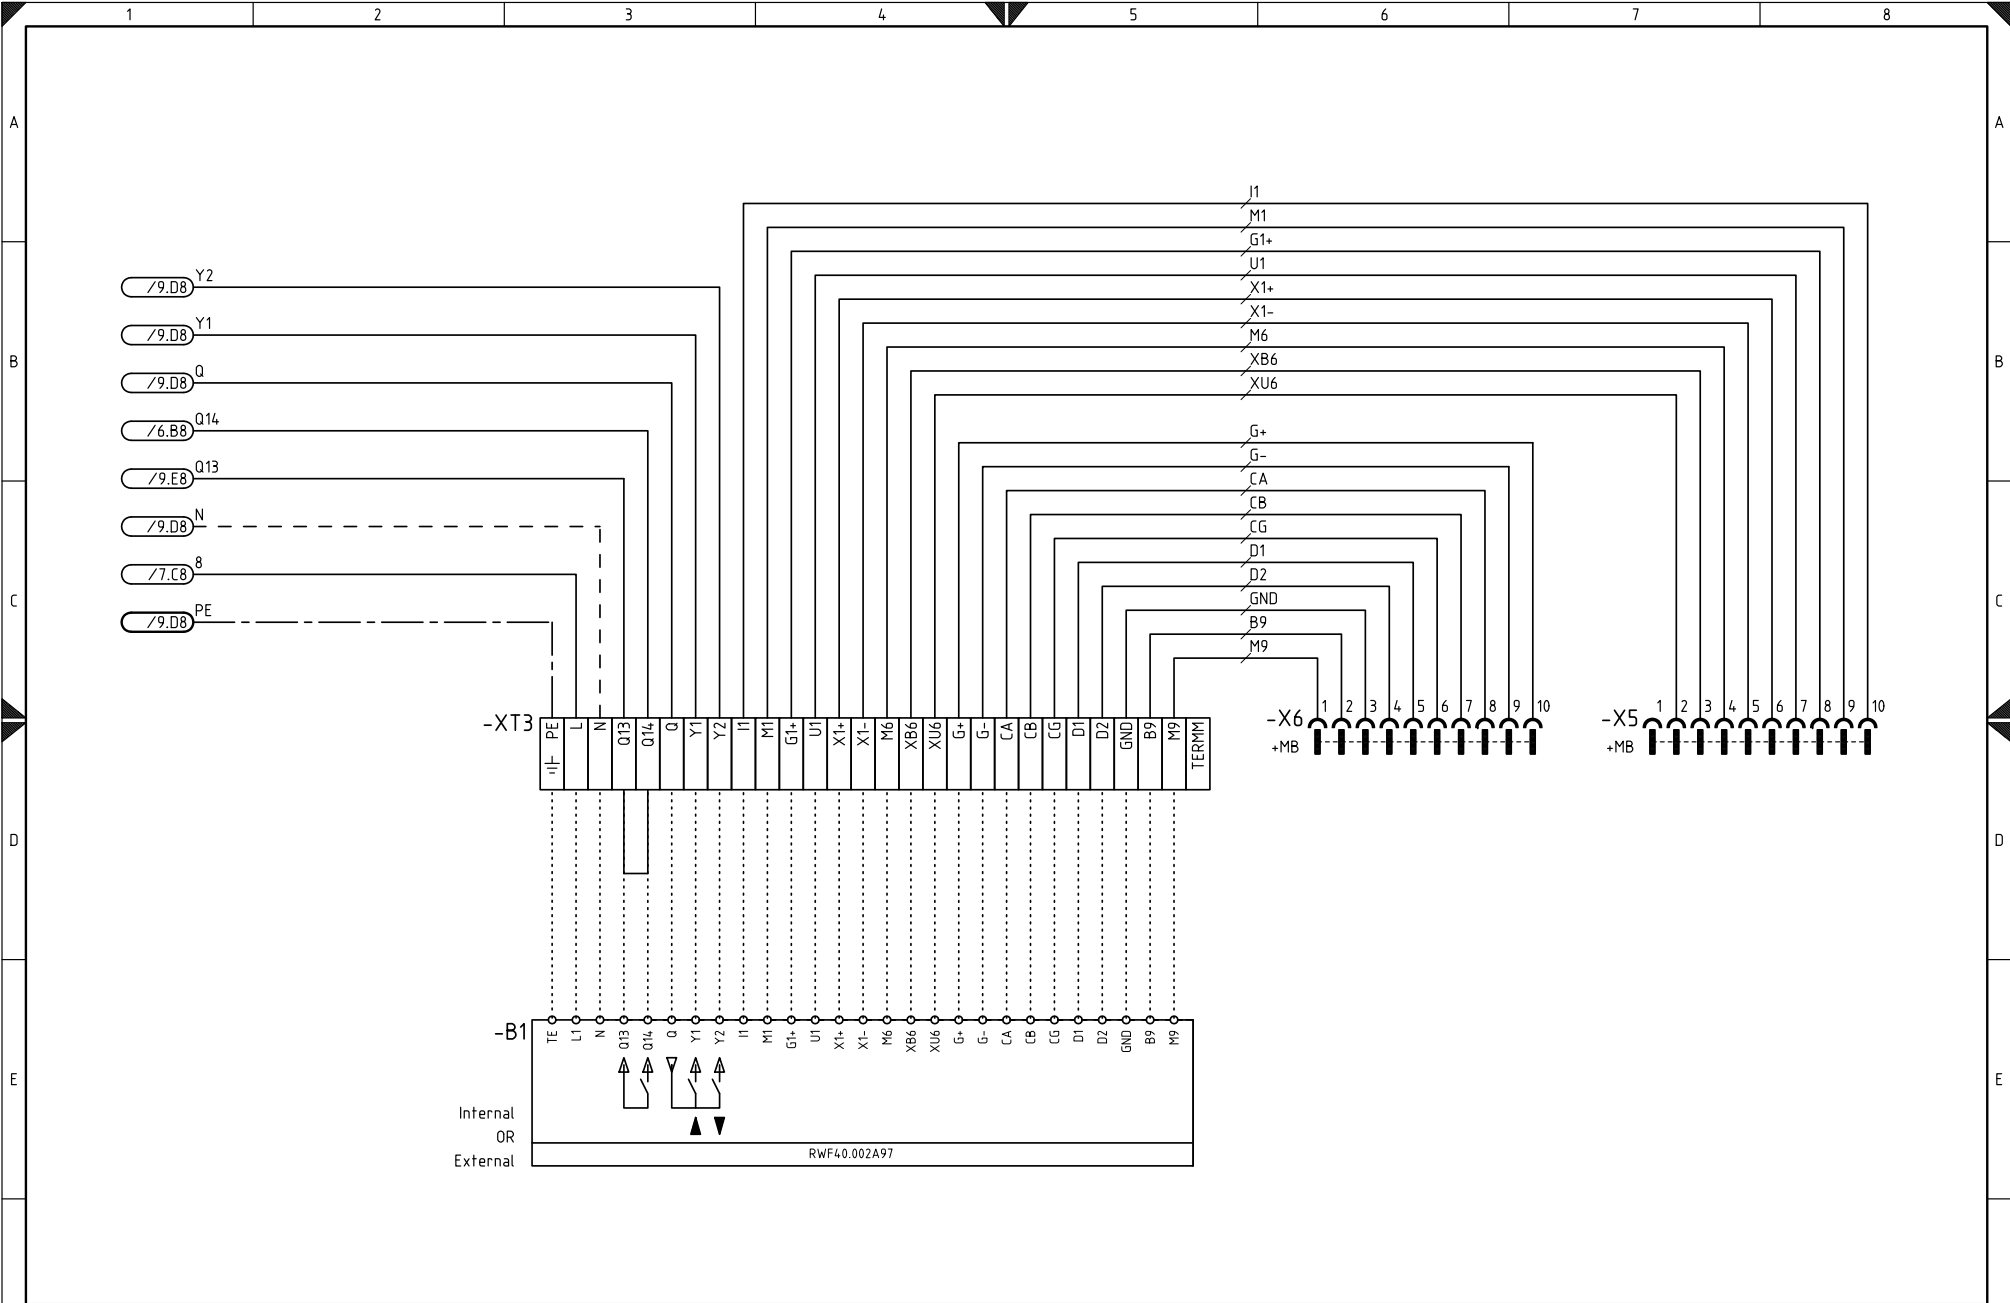 1 2 3 4 5 6 7 8
A A
I1
M1
G1+
U1
X1+
X1-
M6
XB6
XU6
G+
G-
CA
CB
CG
D1
D2
GND
B9
M9
/9.D8 Y2
/9.D8 Y1
B B
/9.D8 Q
/6.B8 Q14
/9.E8 Q13
/9.D8 N
/7.C8 8
C C
/9.D8 PE
-XT3 PE L N Q13 Q14 Q Y1 Y2 I1 M1 G1+ U1 X1+ X1- M6 XB6 XU6 G+ G- CA CB CG D1 D2 GND B9 M9 TERMM
-X6 1 2 3 4 5 6 7 8 9 10
+MB
-X5 1 2 3 4 5 6 7 8 9 10
+MB
D D
-B1 TE L1 N Q13 Q14 Q Y1 Y2 I1 M1 G1+ U1 X1+ X1- M6 XB6 XU6 G+ G- CA CB CG D1 D2 GND B9 M9
E E
Internal
OR
External
RWF40.002A97